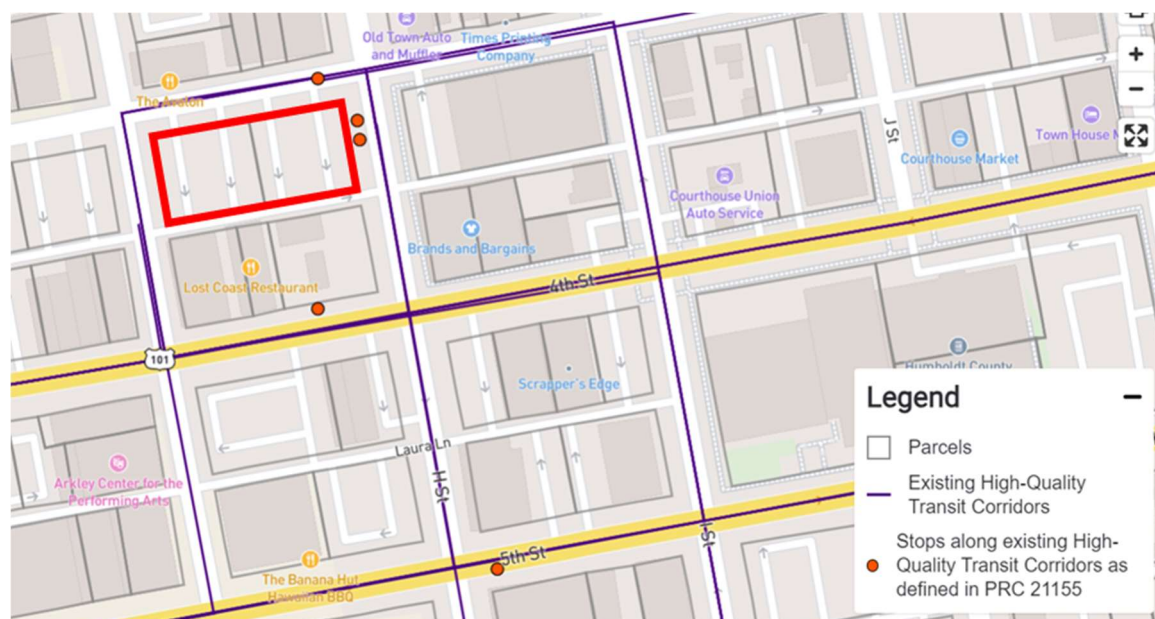 Old Town Auto
and Muffler
Times Printing
Company
+
The Avalon
−
J St
Town House M
Courthouse Market
Courthouse Union
Auto Service
Brands and Bargains
Lost Coast Restaurant
4th St
101
Scrapper's Edge
Humboldt County
Laura Ln
Arkley Center for the
Performing Arts
H St
I St
5th St
The Banana Hut
Hawaiian BBQ
Legend
−
Parcels
Existing High-Quality
Transit Corridors
Stops along existing High-
Quality Transit Corridors as
defined in PRC 21155